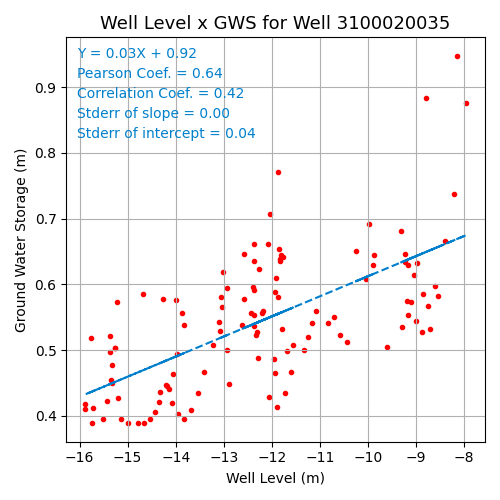 Well Level x GWS for Well 3100020035
Y = 0.03X + 0.92
Pearson Coef. = 0.64
Correlation Coef. = 0.42
Stderr of slope = 0.00
Stderr of intercept = 0.04
Ground Water Storage (m)
0.9
0.8
0.7
0.6
0.5
0.4
−16 −15 −14 −13 −12 −11 −10 −9 −8
Well Level (m)